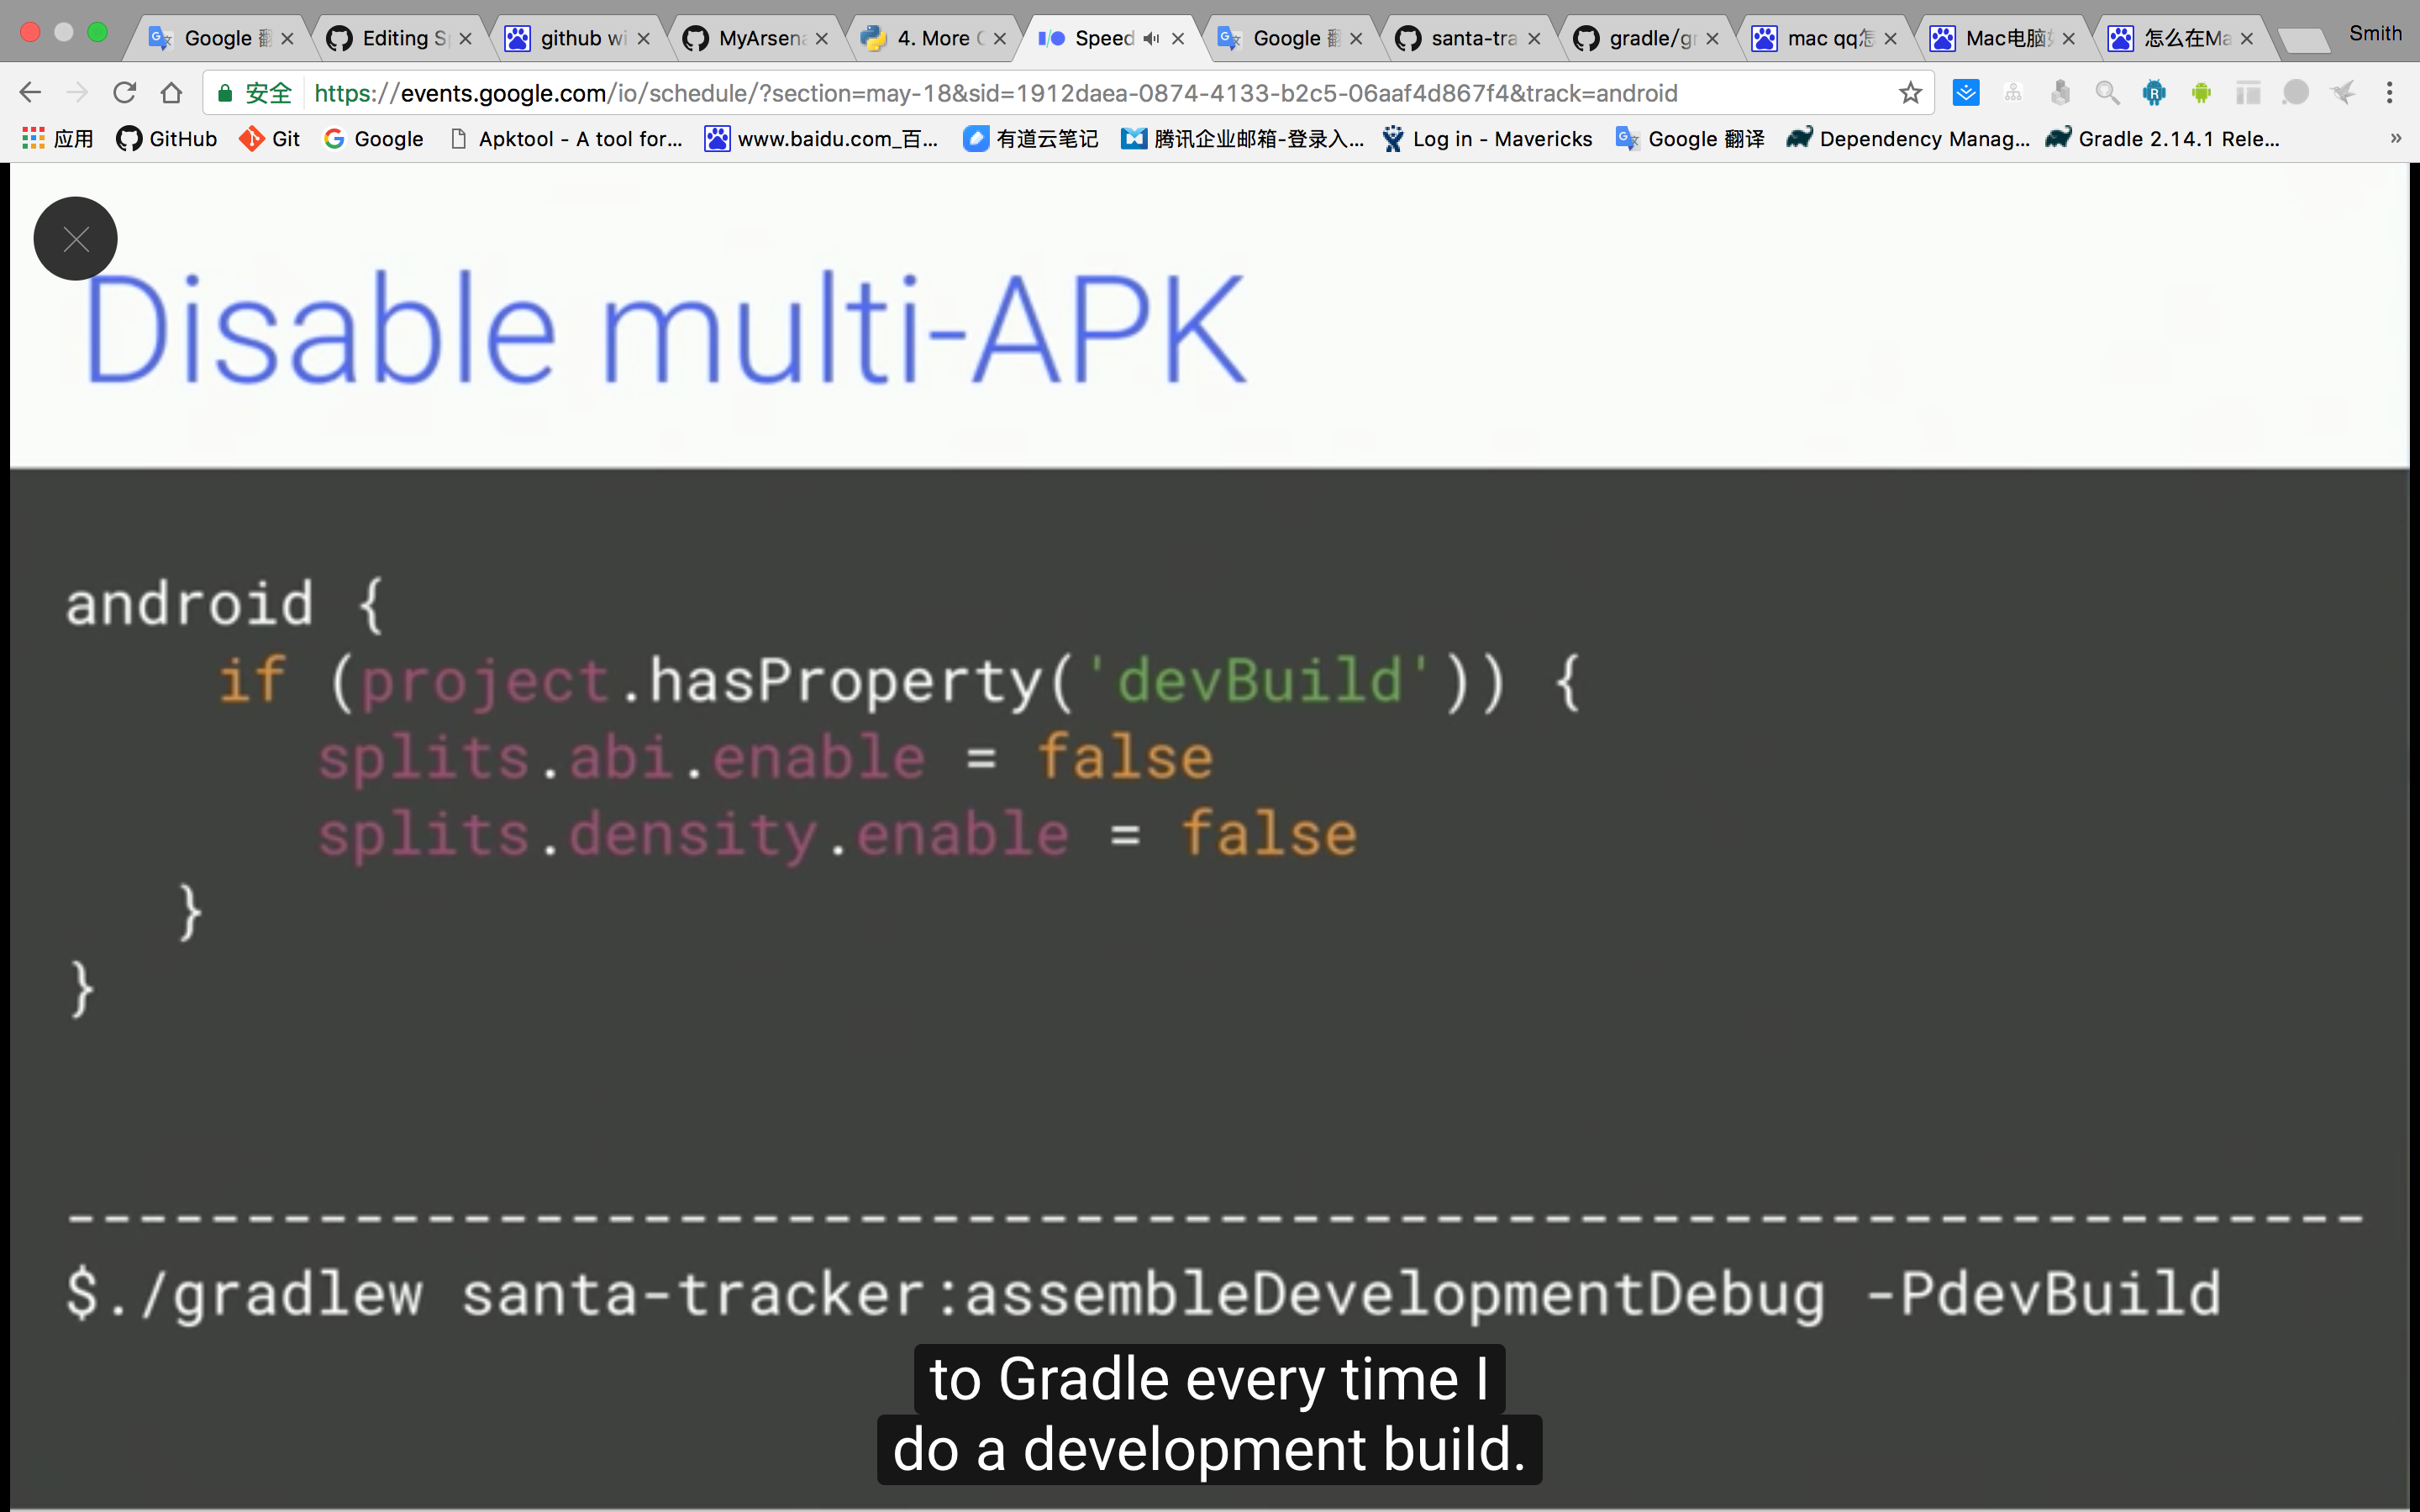 Google 翻
Editing S
github wi
MyArsen
4. More
Speed
Google 翻
santa-tra
gradle/g
mac qq怎
Mac电脑
怎么在Ma
Smith
安全
https://events.google.com/io/schedule/?section=may-18&sid=1912daea-0874-4133-b2c5-06aaf4d867f4&track=android
应用
GitHub
Git
Google
Apktool - A tool for...
www.baidu.com_百...
有道云笔记
腾讯企业邮箱-登录入...
Log in - Mavericks
Google 翻译
Dependency Manag...
Gradle 2.14.1 Rele...
»
Disable multi-APK
android {
if (project.hasProperty('devBuild')) {
splits.abi.enable = false
splits.density.enable = false
}
}
--------------------------------------------------------------
$./gradlew santa-tracker:assembleDevelopmentDebug -PdevBuild
to Gradle every time I
do a development build.